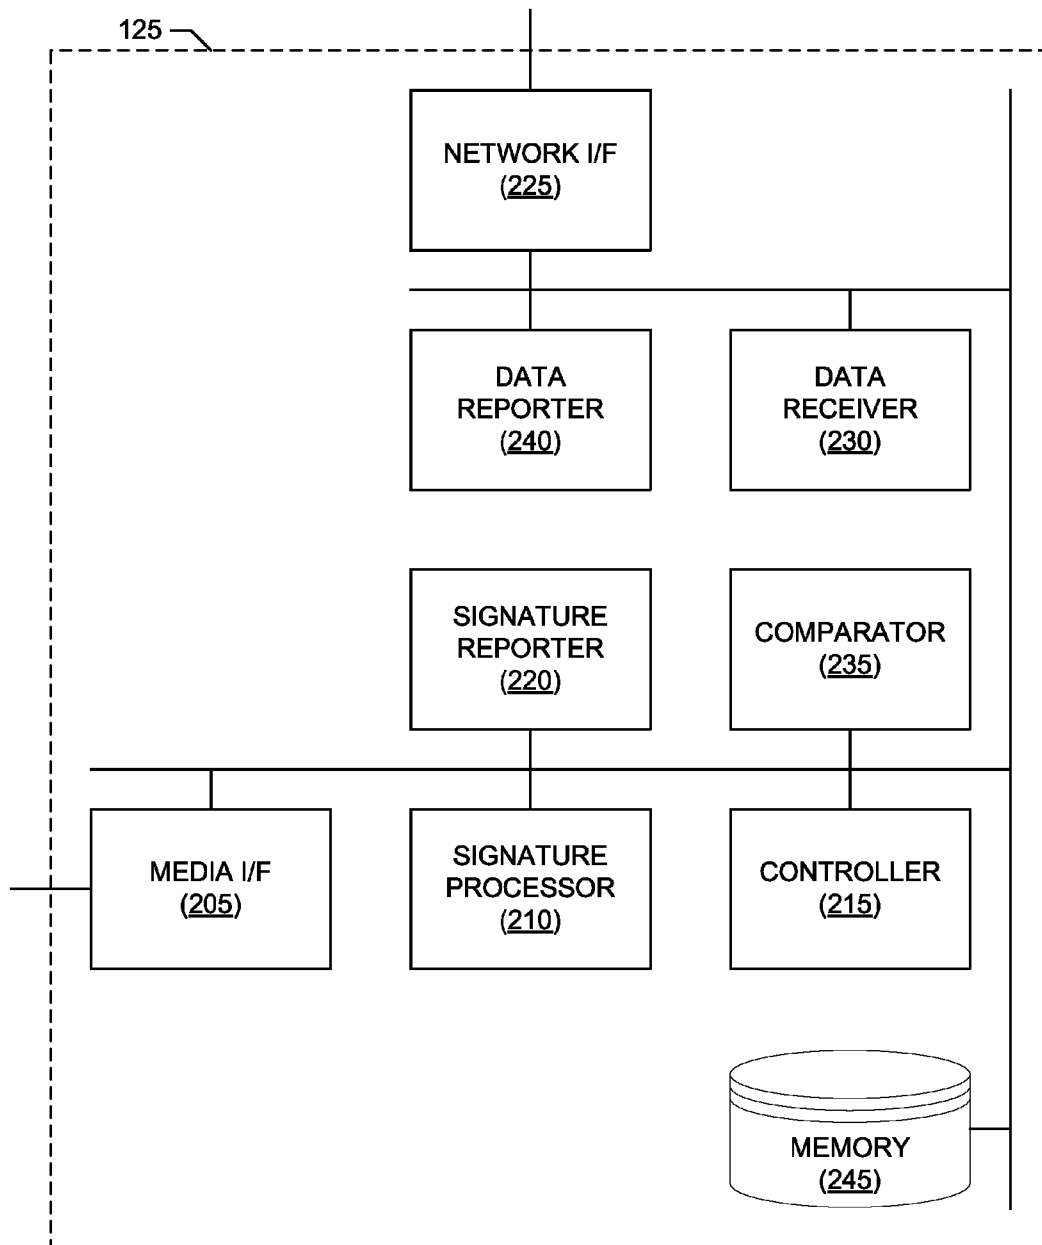 125
NETWORK I/F
(225)
DATA
REPORTER
(240)
DATA
RECEIVER
(230)
SIGNATURE
REPORTER
(220)
COMPARATOR
(235)
MEDIA I/F
(205)
SIGNATURE
PROCESSOR
(210)
CONTROLLER
(215)
MEMORY
(245)